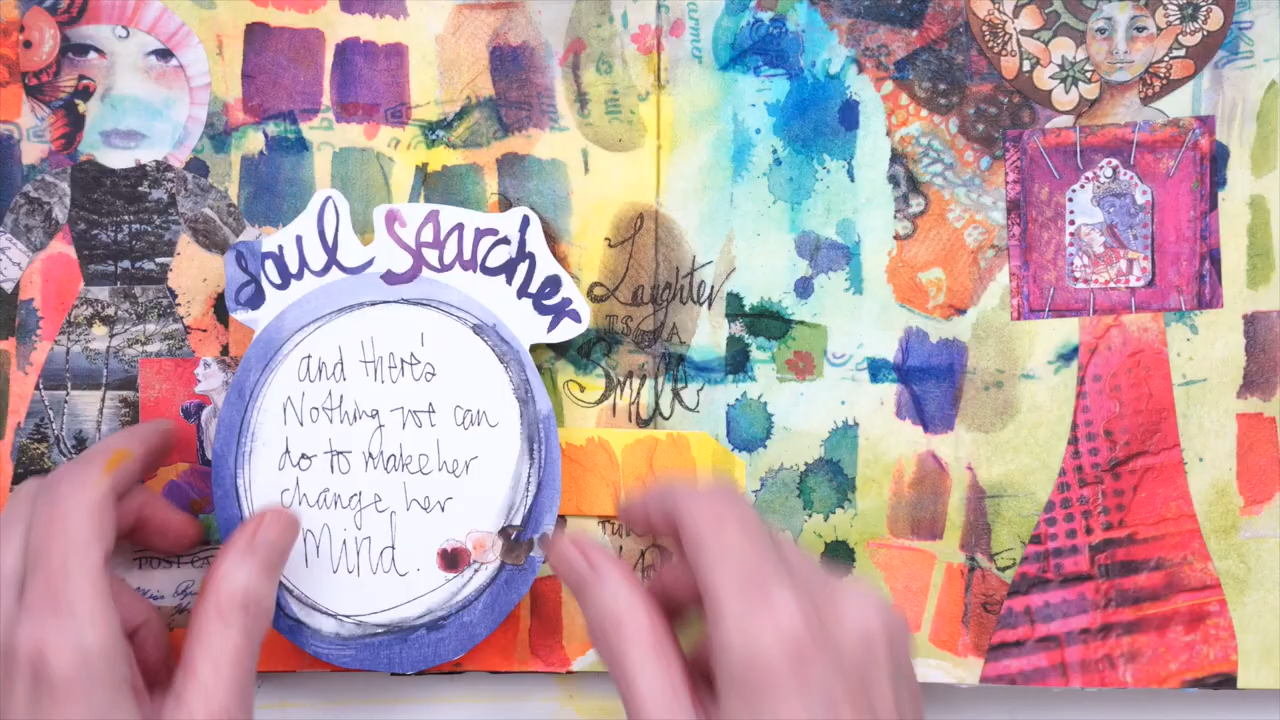 soul searcher
and there's
Nothing we can
do to make her
change her
Mind.
Laughter
IS A
Smile
POST CA